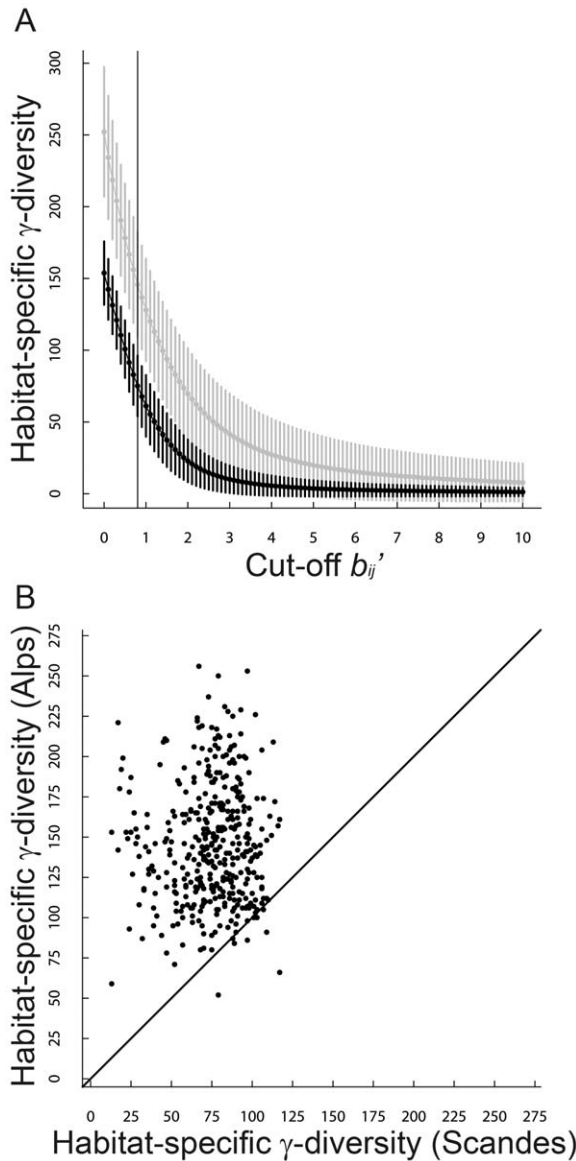 A
Habitat-specific γ-diversity
300
250
200
150
100
50
0
0 1 2 3 4 5 6 7 8 9 10
Cut-off bij’
B
Habitat-specific γ-diversity (Alps)
275
250
225
200
175
150
125
100
75
50
25
0
0 25 50 75 100 125 150 175 200 225 250 275
Habitat-specific γ-diversity (Scandes)